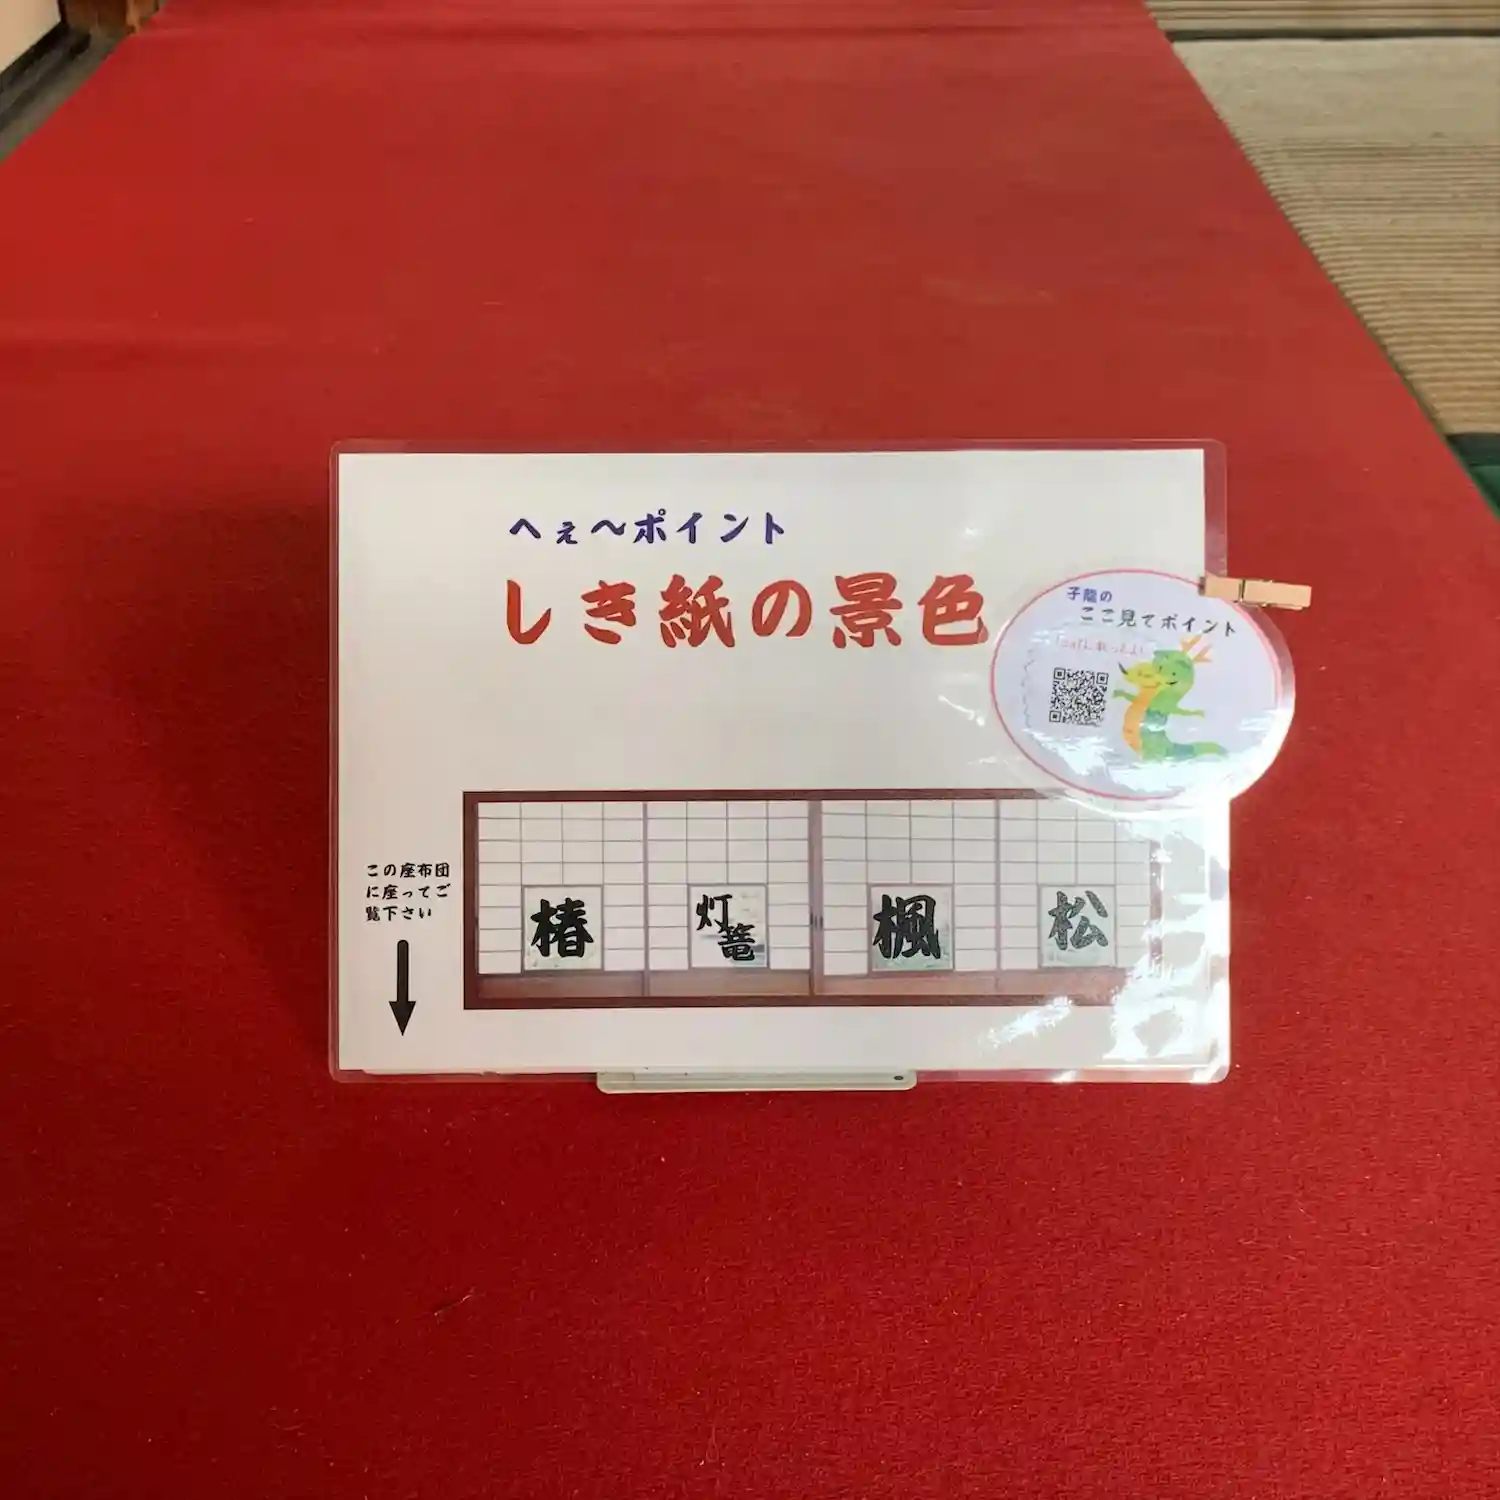 へぇ〜ポイント
しき紙の景色
子龍の
ここ見てポイント
この座布団
に座ってご
覧下さい
椿
灯
篭
楓
松